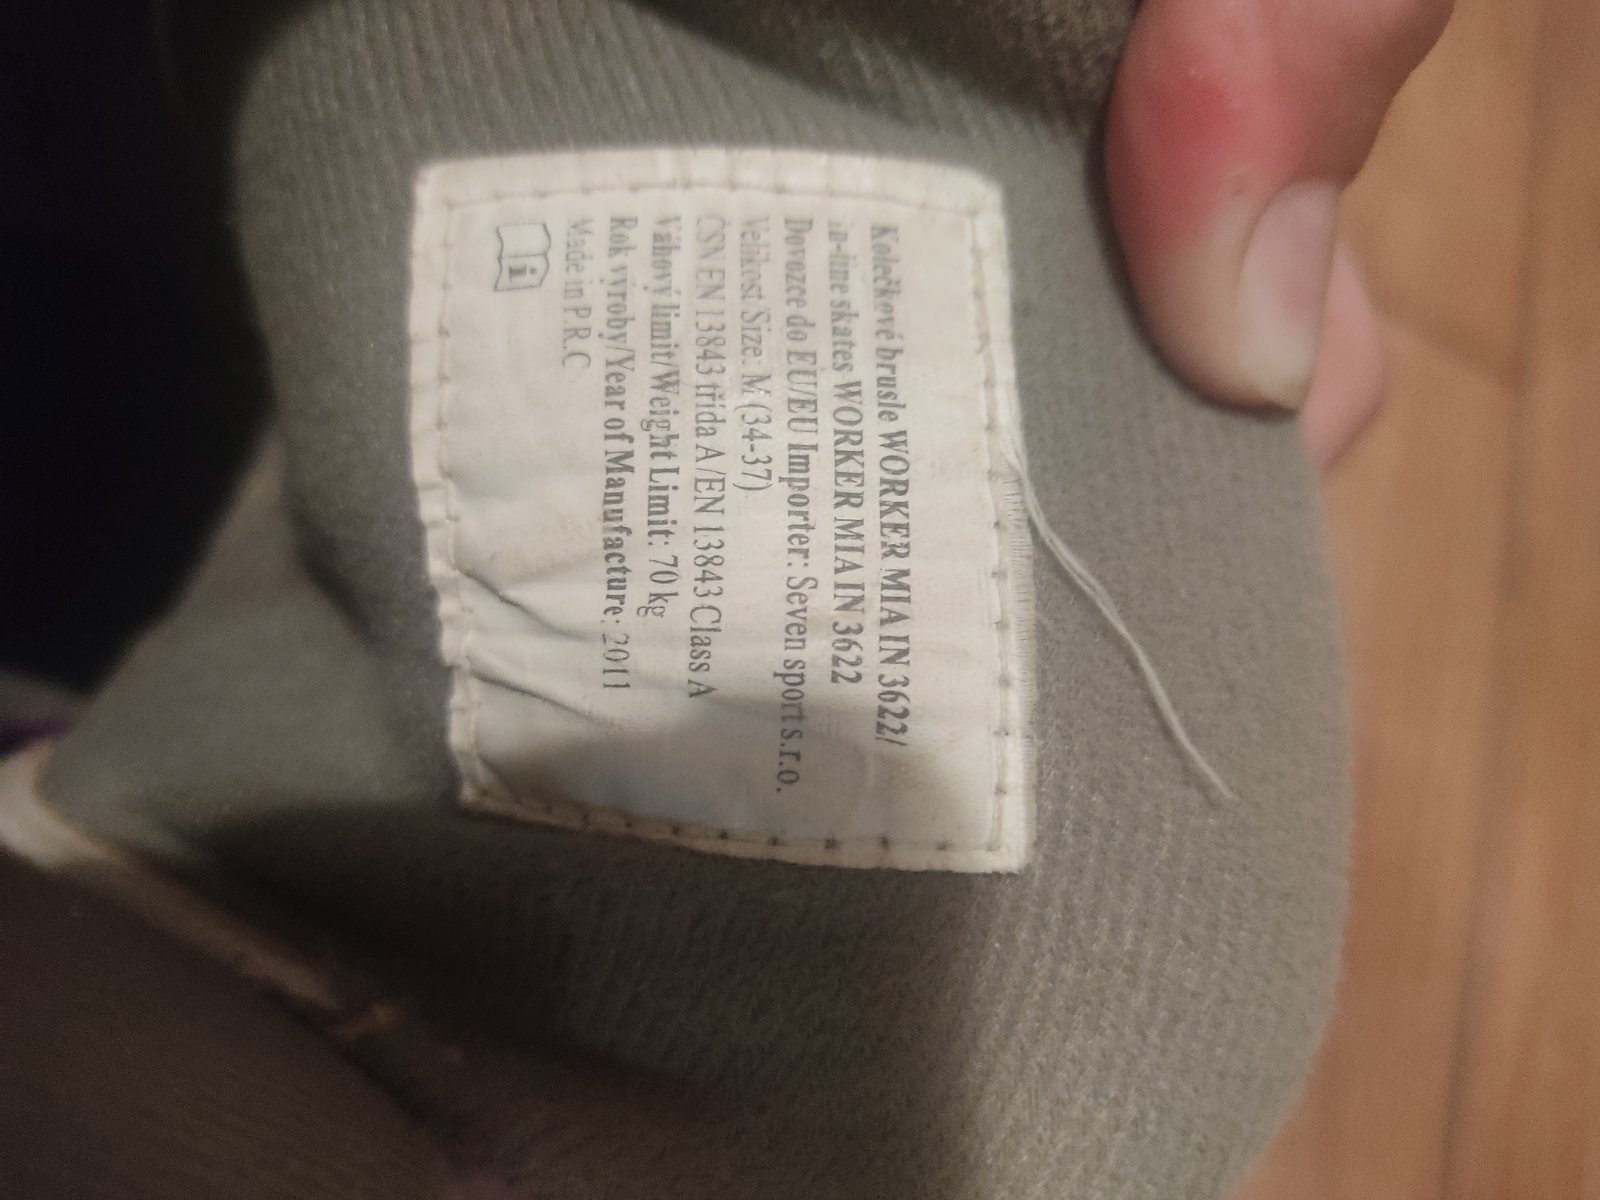 Kolečkové brusle WORKER MIA IN 3622/
in-line skates WORKER MIA IN 3622
Dovozce do EU/EU Importer: Seven sport s.r.o.
Velikost/Size: M (34-37)
ČSN EN 13843 třída A /EN 13843 Class A
Váhový limit/Weight Limit: 70 kg
Rok výroby/Year of Manufacture: 2011
Made in P.R.C
i